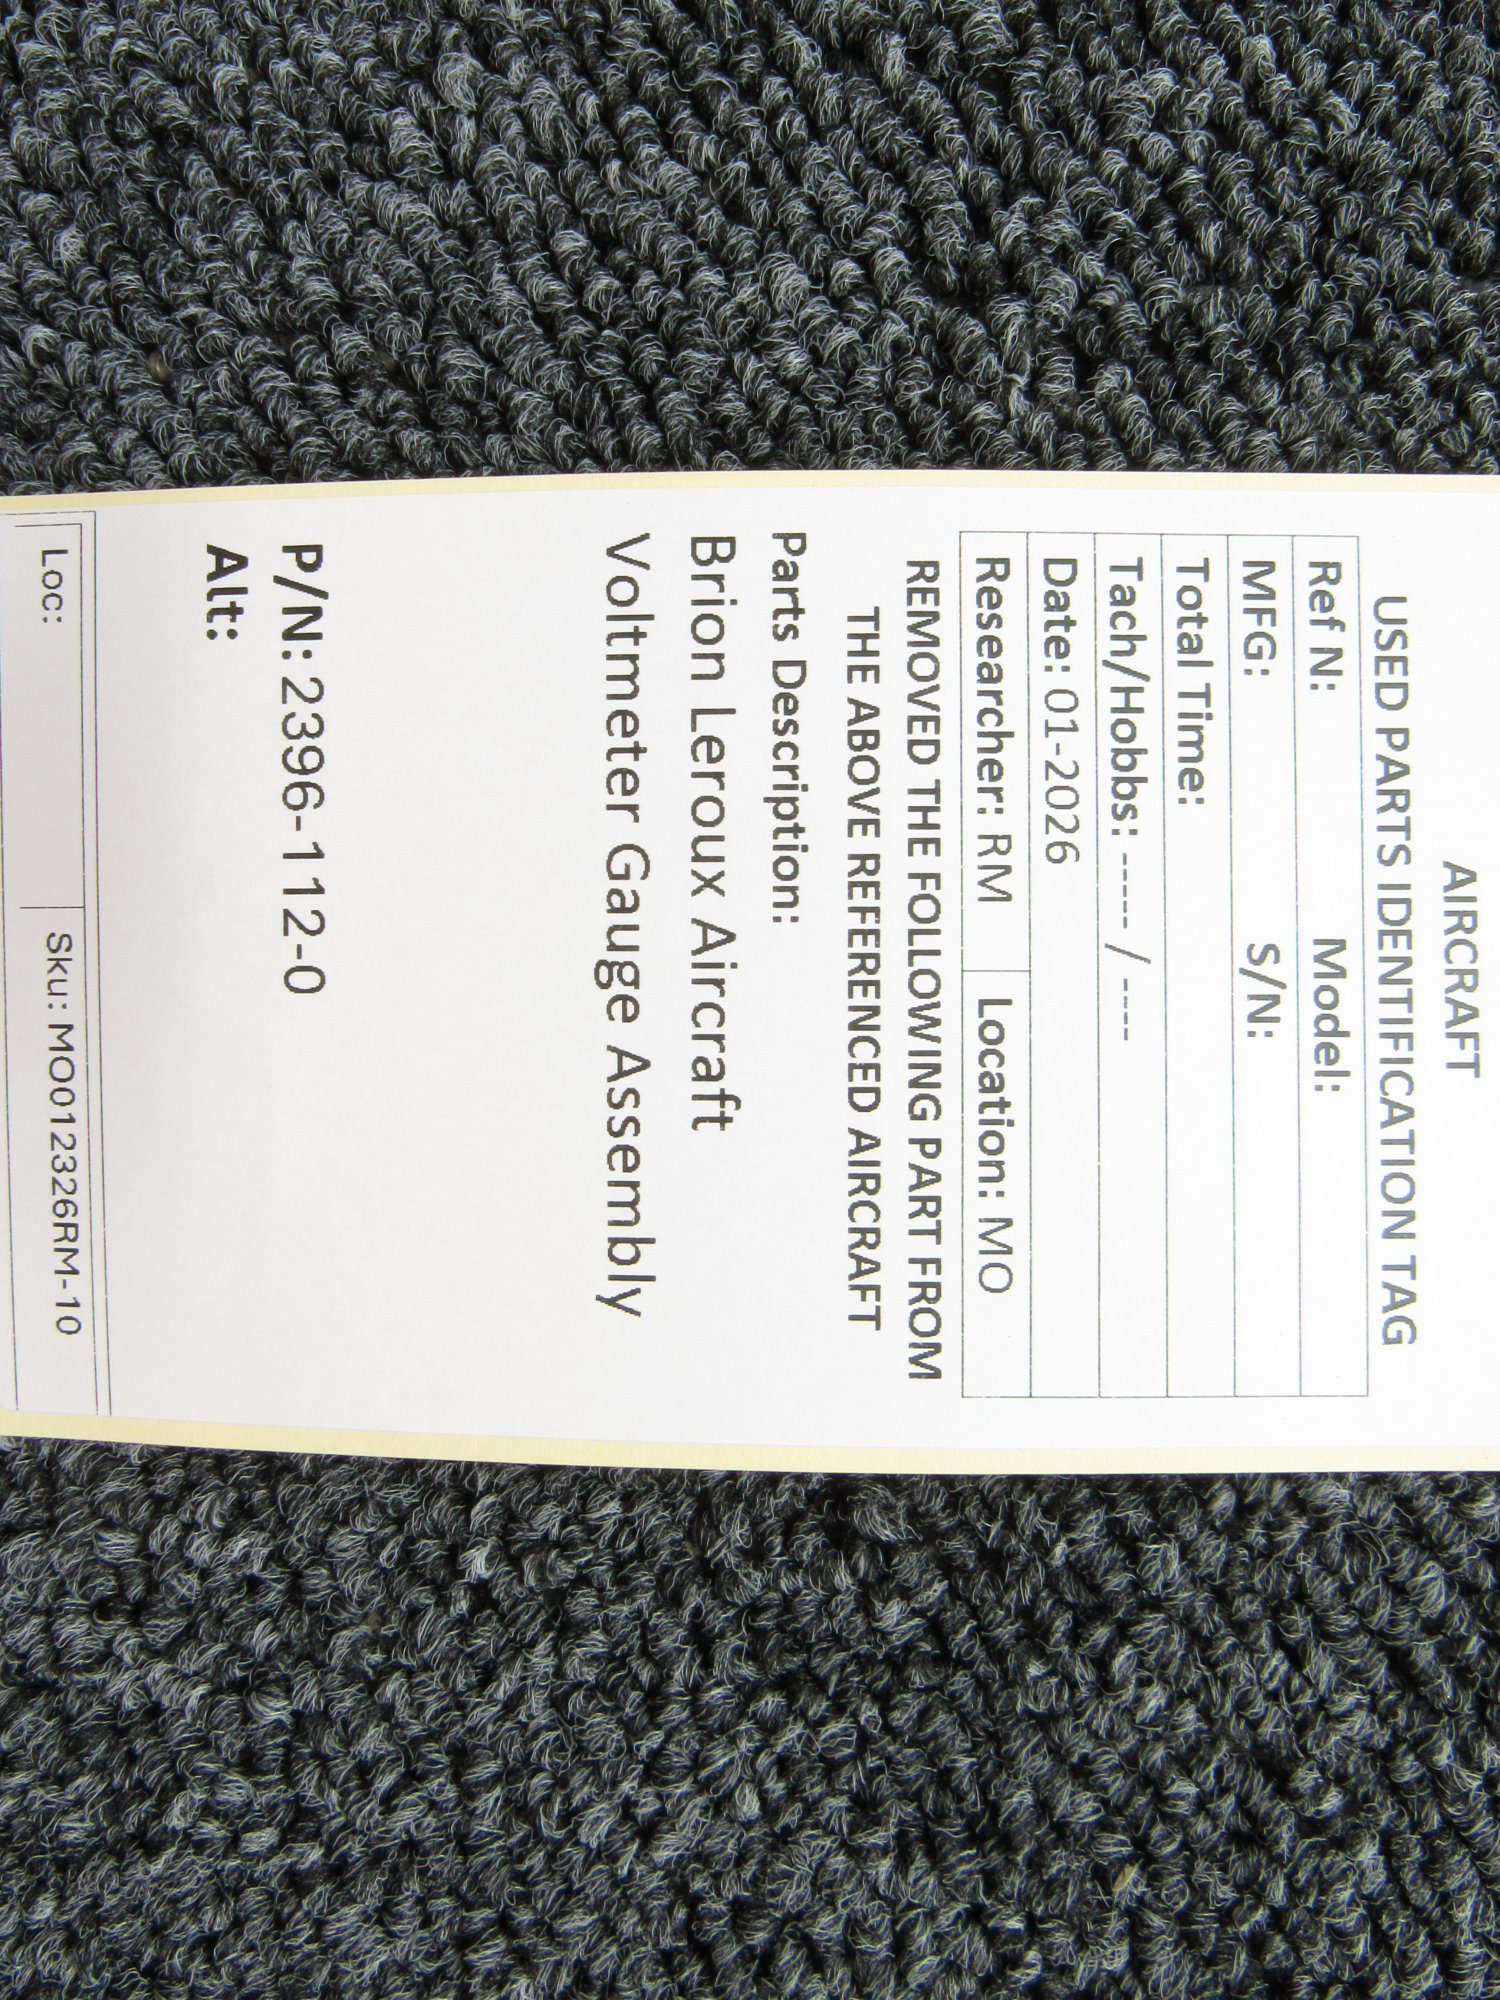 AIRCRAFT
USED PARTS IDENTIFICATION TAG
Ref N: Model:
MFG: S/N:
Total Time:
Tach/Hobbs: ----- / ----
Date: 01-2026
Researcher: RM Location: MO
REMOVED THE FOLLOWING PART FROM
THE ABOVE REFERENCED AIRCRAFT
Parts Description:
Brion Leroux Aircraft
Voltmeter Gauge Assembly
P/N: 2396-112-0
Alt:
Loc: Sku: MO012326RM-10